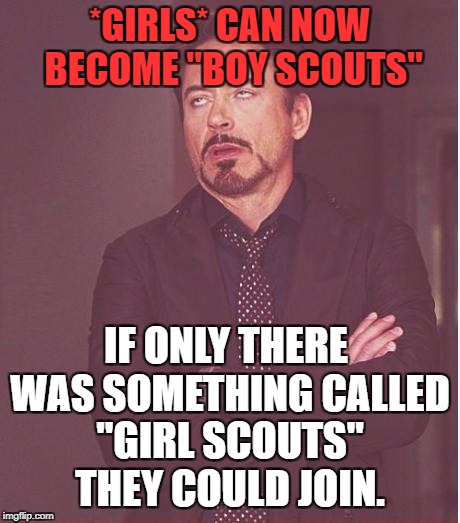 *GIRLS* CAN NOW
BECOME "BOY SCOUTS"
IF ONLY THERE
WAS SOMETHING CALLED
"GIRL SCOUTS"
THEY COULD JOIN.
imgflip.com